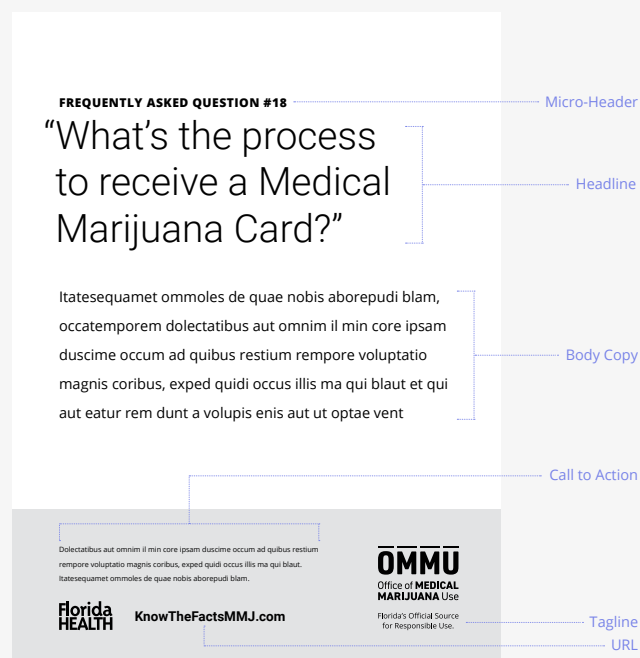 FREQUENTLY ASKED QUESTION #18
Micro-Header
“What’s the process
to receive a Medical
Marijuana Card?”
Headline
Itatesequamet ommoles de quae nobis aborepudi blam,
occatemporem dolectatibus aut omnim il min core ipsam
duscime occum ad quibus restium rempore voluptatio
magnis coribus, exped quidi occus illis ma qui blaut et qui
aut eatur rem dunt a volupis enis aut ut optae vent
Body Copy
Call to Action
Dolectatibus aut omnim il min core ipsam duscime occum ad quibus restium
rempore voluptatio magnis coribus, exped quidi occus illis ma qui blaut.
Itatesequamet ommoles de quae nobis aborepudi blam.
Florida
HEALTH
KnowTheFactsMMJ.com
OMMU
Office of MEDICAL
MARIJUANA Use
Florida’s Official Source
for Responsible Use.
Tagline
URL